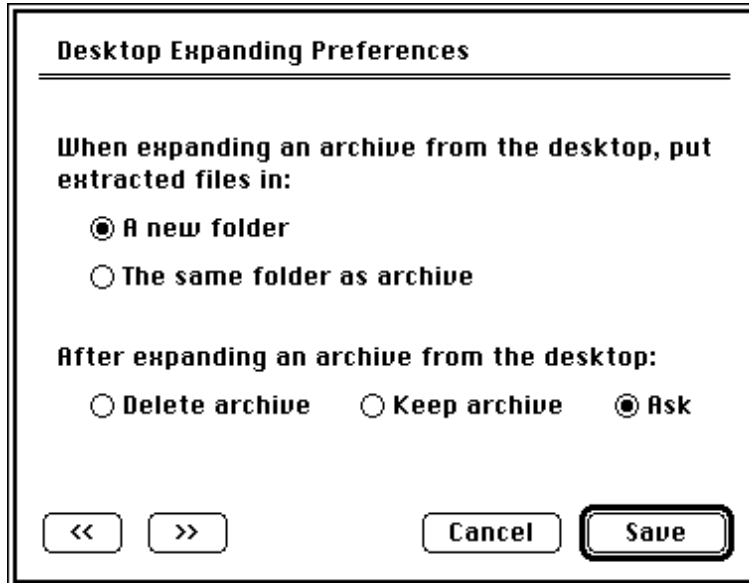 Desktop Expanding Preferences
When expanding an archive from the desktop, put
extracted files in:
A new folder
The same folder as archive
After expanding an archive from the desktop:
Delete archive Keep archive Ask
<< >> Cancel Save